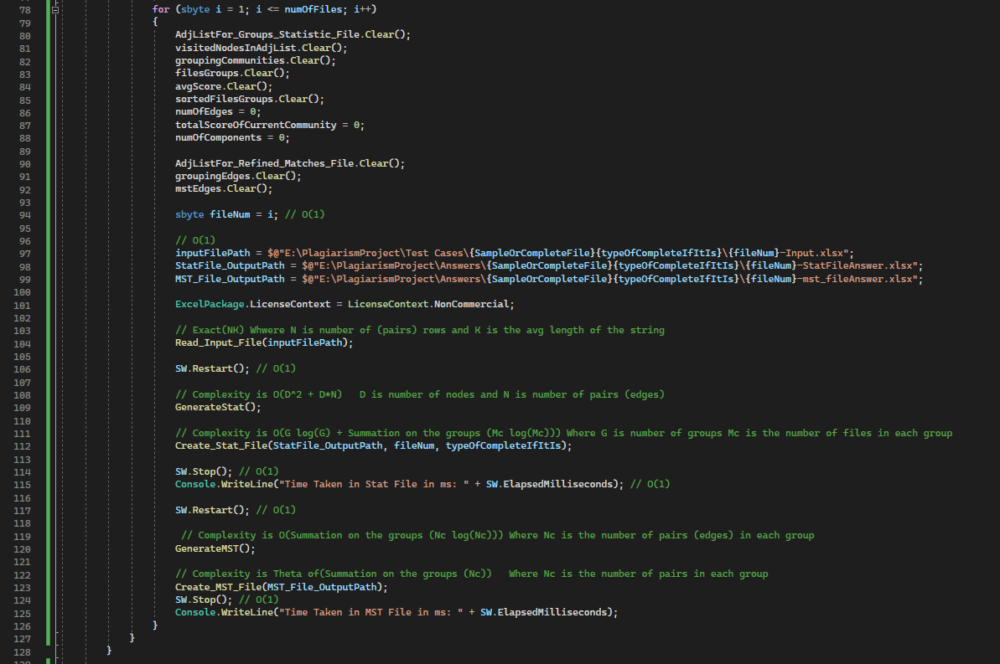 78 for (sbyte i = 1; i <= numOfFiles; i++)
79 {
80 AdjListFor_Groups_Statistic_File.Clear();
81 visitedNodesInAdjList.Clear();
82 groupingCommunities.Clear();
83 filesGroups.Clear();
84 avgScore.Clear();
85 sortedFilesGroups.Clear();
86 numOfEdges = 0;
87 totalScoreOfCurrentCommunity = 0;
88 numOfComponents = 0;
89
90 AdjListFor_Refined_Matches_File.Clear();
91 groupingEdges.Clear();
92 mstEdges.Clear();
93
94 sbyte fileNum = i; // O(1)
95
96 // O(1)
97 inputFilePath = $@"E:\PlagiarismProject\Test Cases\{SampleOrCompleteFile}{typeOfCompleteIfItIs}\{fileNum}-Input.xlsx";
98 StatFile_OutputPath = $@"E:\PlagiarismProject\Answers\{SampleOrCompleteFile}{typeOfCompleteIfItIs}\{fileNum}-StatFileAnswer.xlsx";
99 MST_File_OutputPath = $@"E:\PlagiarismProject\Answers\{SampleOrCompleteFile}{typeOfCompleteIfItIs}\{fileNum}-mst_fileAnswer.xlsx";
100
101 ExcelPackage.LicenseContext = LicenseContext.NonCommercial;
102
103 // Exact(NK) Whwere N is number of (pairs) rows and K is the avg length of the string
104 Read_Input_File(inputFilePath);
105
106 SW.Restart(); // O(1)
107
108 // Complexity is O(D^2 + D*N)   D is number of nodes and N is number of pairs (edges)
109 GenerateStat();
110
111 // Complexity is O(G log(G) + Summation on the groups (Mc log(Mc))) Where G is number of groups Mc is the number of files in each group
112 Create_Stat_File(StatFile_OutputPath, fileNum, typeOfCompleteIfItIs);
113
114 SW.Stop(); // O(1)
115 Console.WriteLine("Time Taken in Stat File in ms: " + SW.ElapsedMilliseconds); // O(1)
116
117 SW.Restart(); // O(1)
118
119 // Complexity is O(Summation on the groups (Nc log(Nc))) Where Nc is the number of pairs (edges) in each group
120 GenerateMST();
121
122 // Complexity is Theta of(Summation on the groups (Nc))   Where Nc is the number of pairs in each group
123 Create_MST_File(MST_File_OutputPath);
124 SW.Stop(); // O(1)
125 Console.WriteLine("Time Taken in MST File in ms: " + SW.ElapsedMilliseconds);
126 }
127 }
128 }